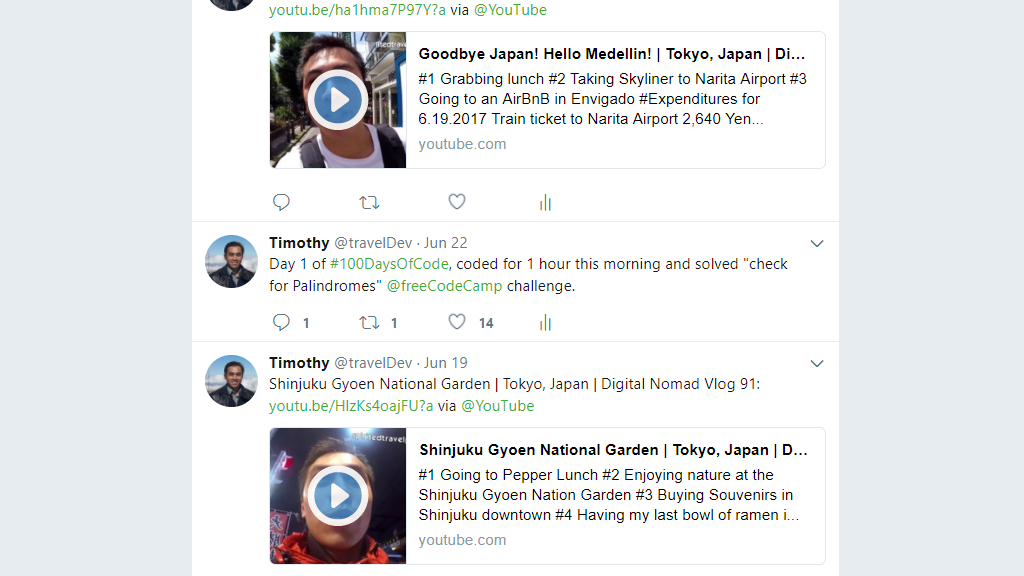 youtu.be/ha1hma7P97Y?a via @YouTube
Goodbye Japan! Hello Medellin! | Tokyo, Japan | Di...
#1 Grabbing lunch #2 Taking Skyliner to Narita Airport #3
Going to an AirBnB in Envigado #Expenditures for
6.19.2017 Train ticket to Narita Airport 2,640 Yen...
youtube.com
Timothy @travelDev · Jun 22
Day 1 of #100DaysOfCode, coded for 1 hour this morning and solved "check
for Palindromes" @freeCodeCamp challenge.
1 1 14
Timothy @travelDev · Jun 19
Shinjuku Gyoen National Garden | Tokyo, Japan | Digital Nomad Vlog 91:
youtu.be/HIzKs4oajFU?a via @YouTube
Shinjuku Gyoen National Garden | Tokyo, Japan | D...
#1 Going to Pepper Lunch #2 Enjoying nature at the
Shinjuku Gyoen Nation Garden #3 Buying Souvenirs in
Shinjuku downtown #4 Having my last bowl of ramen i...
youtube.com